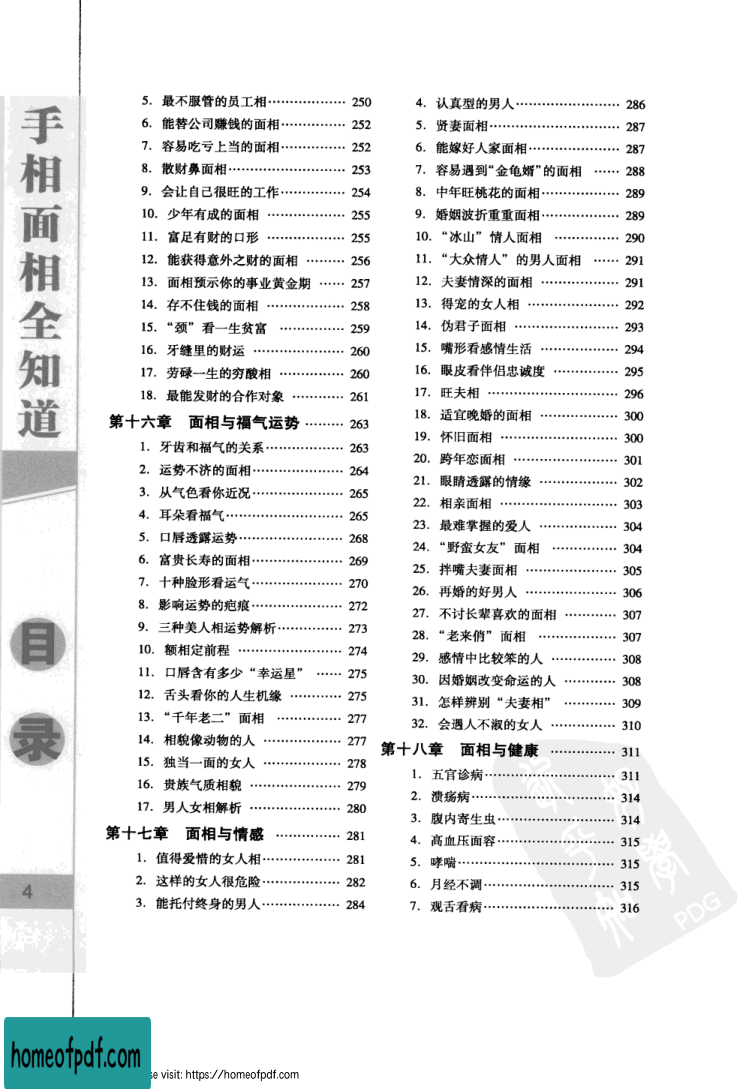 手相面相全知道
目录
4
5. 最不服管的员工相……………… 250
6. 能替公司赚钱的面相…………… 252
7. 容易吃亏上当的面相…………… 252
8. 散财鼻面相……………………… 253
9. 会让自己很旺的工作…………… 254
10. 少年有成的面相 ……………… 255
11. 富足有财的口形 ……………… 255
12. 能获得意外之财的面相 ……… 256
13. 面相预示你的事业黄金期 …… 257
14. 存不住钱的面相 ……………… 258
15. “颈”看一生贫富 …………… 259
16. 牙缝里的财运 ………………… 260
17. 劳碌一生的穷酸相 …………… 260
18. 最能发财的合作对象 ………… 261
第十六章 面相与福气运势 ……… 263
1. 牙齿和福气的关系……………… 263
2. 运势不济的面相………………… 264
3. 从气色看你近况………………… 265
4. 耳朵看福气……………………… 265
5. 口唇透露运势…………………… 268
6. 富贵长寿的面相………………… 269
7. 十种脸形看运气………………… 270
8. 影响运势的疤痕………………… 272
9. 三种美人相运势解析…………… 273
10. 额相定前程 …………………… 274
11. 口唇含有多少“幸运星” …… 275
12. 舌头看你的人生机缘 ………… 275
13. “千年老二”面相 …………… 277
14. 相貌像动物的人 ……………… 277
15. 独当一面的女人 ……………… 278
16. 贵族气质相貌 ………………… 279
17. 男人女相解析 ………………… 280
第十七章 面相与情感 …………… 281
1. 值得爱惜的女人相……………… 281
2. 这样的女人很危险……………… 282
3. 能托付终身的男人……………… 284
4. 认真型的男人…………………… 286
5. 贤妻面相………………………… 287
6. 能嫁好人家面相………………… 287
7. 容易遇到“金龟婿”的面相 …… 288
8. 中年旺桃花的面相……………… 289
9. 婚姻波折重重面相……………… 289
10. “冰山”情人面相 …………… 290
11. “大众情人”的男人面相 …… 291
12. 夫妻情深的面相 ……………… 291
13. 得宠的女人相 ………………… 292
14. 伪君子面相 …………………… 293
15. 嘴形看感情生活 ……………… 294
16. 眼皮看伴侣忠诚度 …………… 295
17. 旺夫相 ………………………… 296
18. 适宜晚婚的面相 ……………… 300
19. 怀旧面相 ……………………… 300
20. 跨年恋面相 …………………… 301
21. 眼睛透露的情缘 ……………… 302
22. 相亲面相 ……………………… 303
23. 最难掌握的爱人 ……………… 304
24. “野蛮女友”面相 …………… 304
25. 拌嘴夫妻面相 ………………… 305
26. 再婚的好男人 ………………… 306
27. 不讨长辈喜欢的面相 ………… 307
28. “老来俏”面相 ……………… 307
29. 感情中比较笨的人 …………… 308
30. 因婚姻改变命运的人 ………… 308
31. 怎样辨别“夫妻相” ………… 309
32. 会遇人不淑的女人 …………… 310
第十八章 面相与健康 …………… 311
1. 五官诊病………………………… 311
2. 溃疡病…………………………… 314
3. 腹内寄生虫……………………… 314
4. 高血压面容……………………… 315
5. 哮喘……………………………… 315
6. 月经不调………………………… 315
7. 观舌看病………………………… 316
PDG
homeofpdf.com
se visit: https://homeofpdf.com